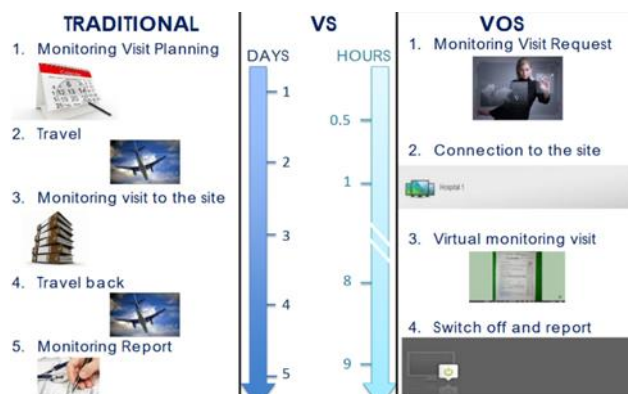 TRADITIONAL
1. Monitoring Visit Planning
2. Travel
3. Monitoring visit to the site
4. Travel back
5. Monitoring Report
VS
DAYS
1
2
3
4
5
HOURS
0.5
1
8
9
VOS
1. Monitoring Visit Request
2. Connection to the site
Hospital 1
3. Virtual monitoring visit
4. Switch off and report